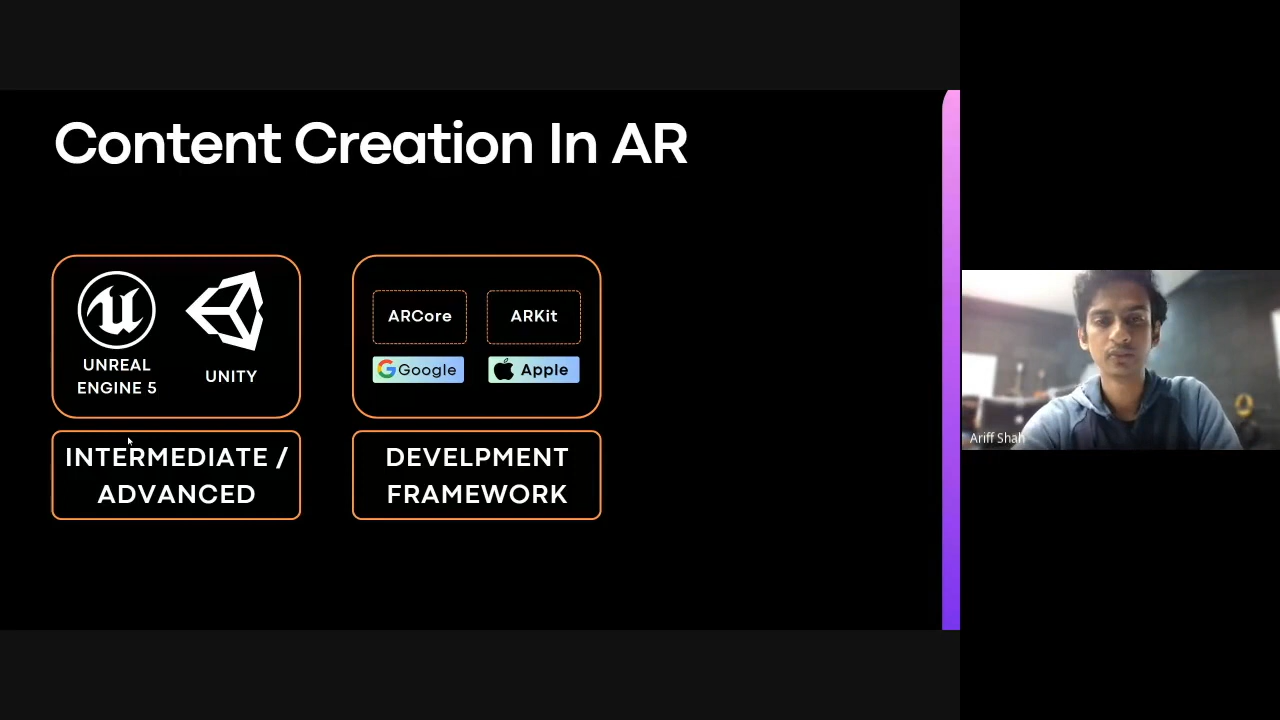 Content Creation In AR
UNREAL
ENGINE 5
UNITY
INTERMEDIATE /
ADVANCED
ARCore
ARKit
Google
Apple
DEVELPMENT
FRAMEWORK
Ariff Shah